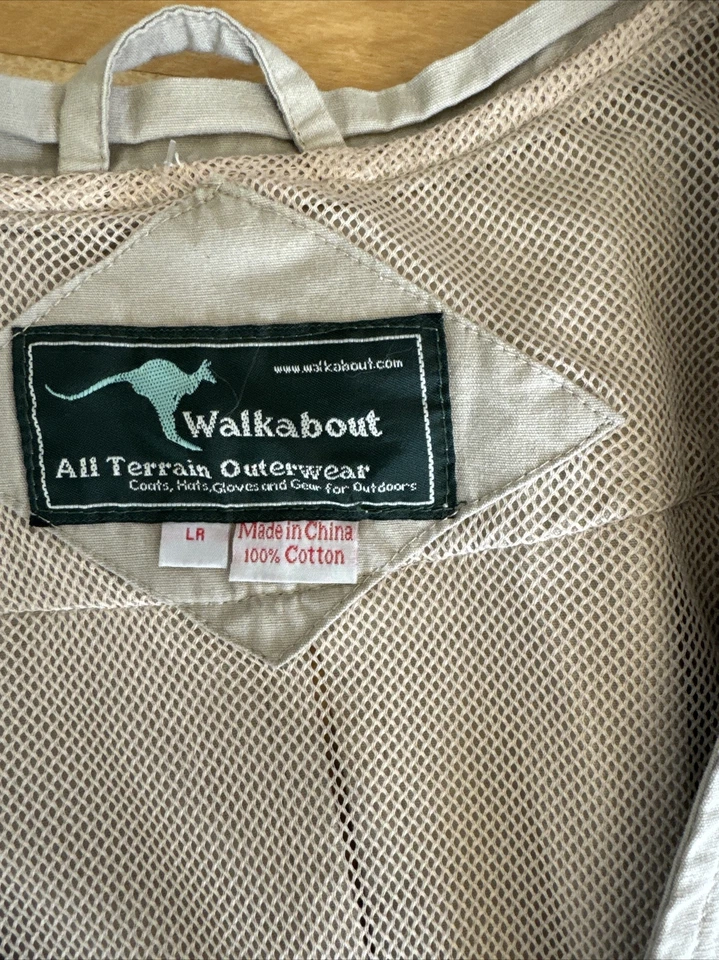 www.walkabout.com
Walkabout
All Terrain Outerwear
Coats, Hats, Gloves and Gear for Outdoors
LR
Made in China
100% Cotton